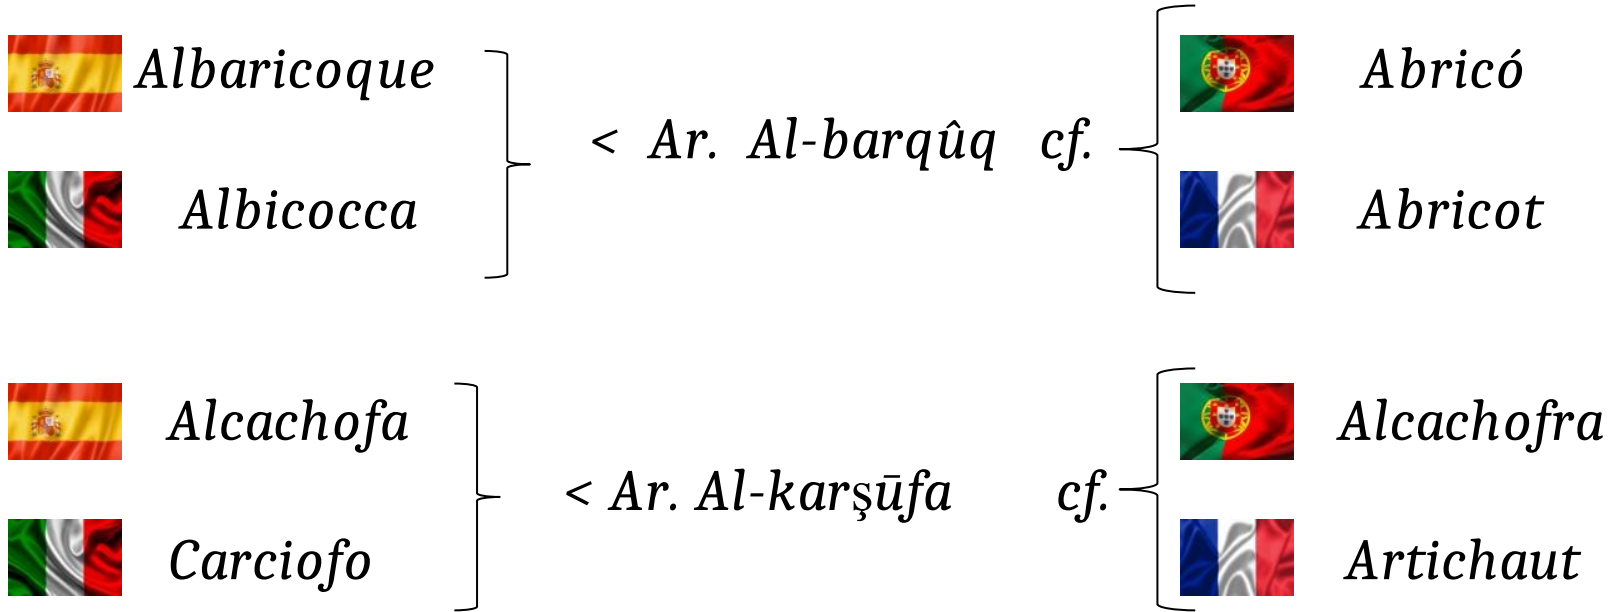 Albaricoque
Albicocca
< Ar. Al-barqûq cf.
Abricó
Abricot
Alcachofa
Carciofo
< Ar. Al-karşūfa cf.
Alcachofra
Artichaut